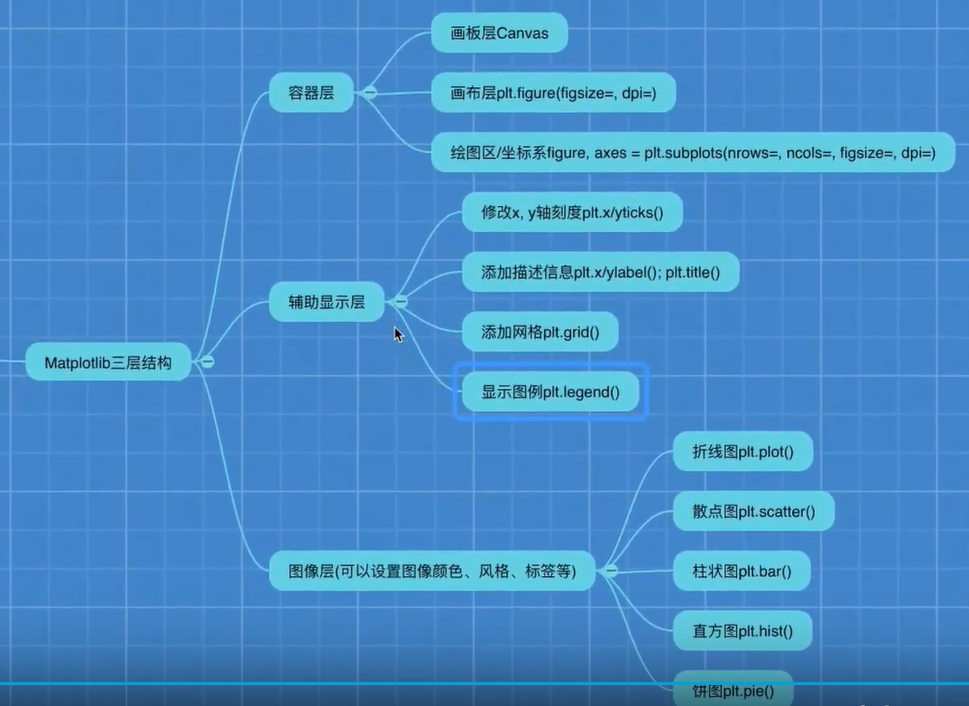 画板层Canvas
容器层
画布层plt.figure(figsize=, dpi=)
绘图区/坐标系figure, axes = plt.subplots(nrows=, ncols=, figsize=, dpi=)
修改x, y轴刻度plt.x/yticks()
添加描述信息plt.x/ylabel(); plt.title()
辅助显示层
添加网格plt.grid()
Matplotlib三层结构
显示图例plt.legend()
折线图plt.plot()
散点图plt.scatter()
图像层(可以设置图像颜色、风格、标签等)
柱状图plt.bar()
直方图plt.hist()
饼图plt.pie()